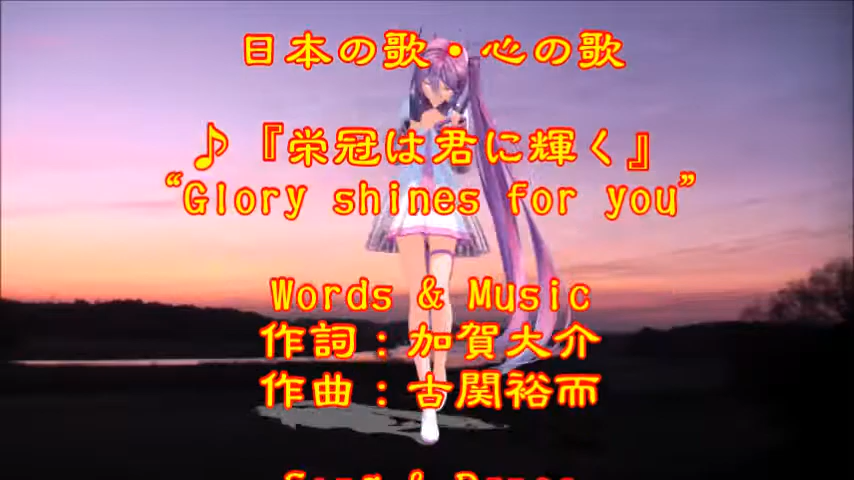 日本の歌・心の歌
♪『栄冠は君に輝く』
“Glory shines for you”
Words & Music
作詞：加賀大介
作曲：古関裕而